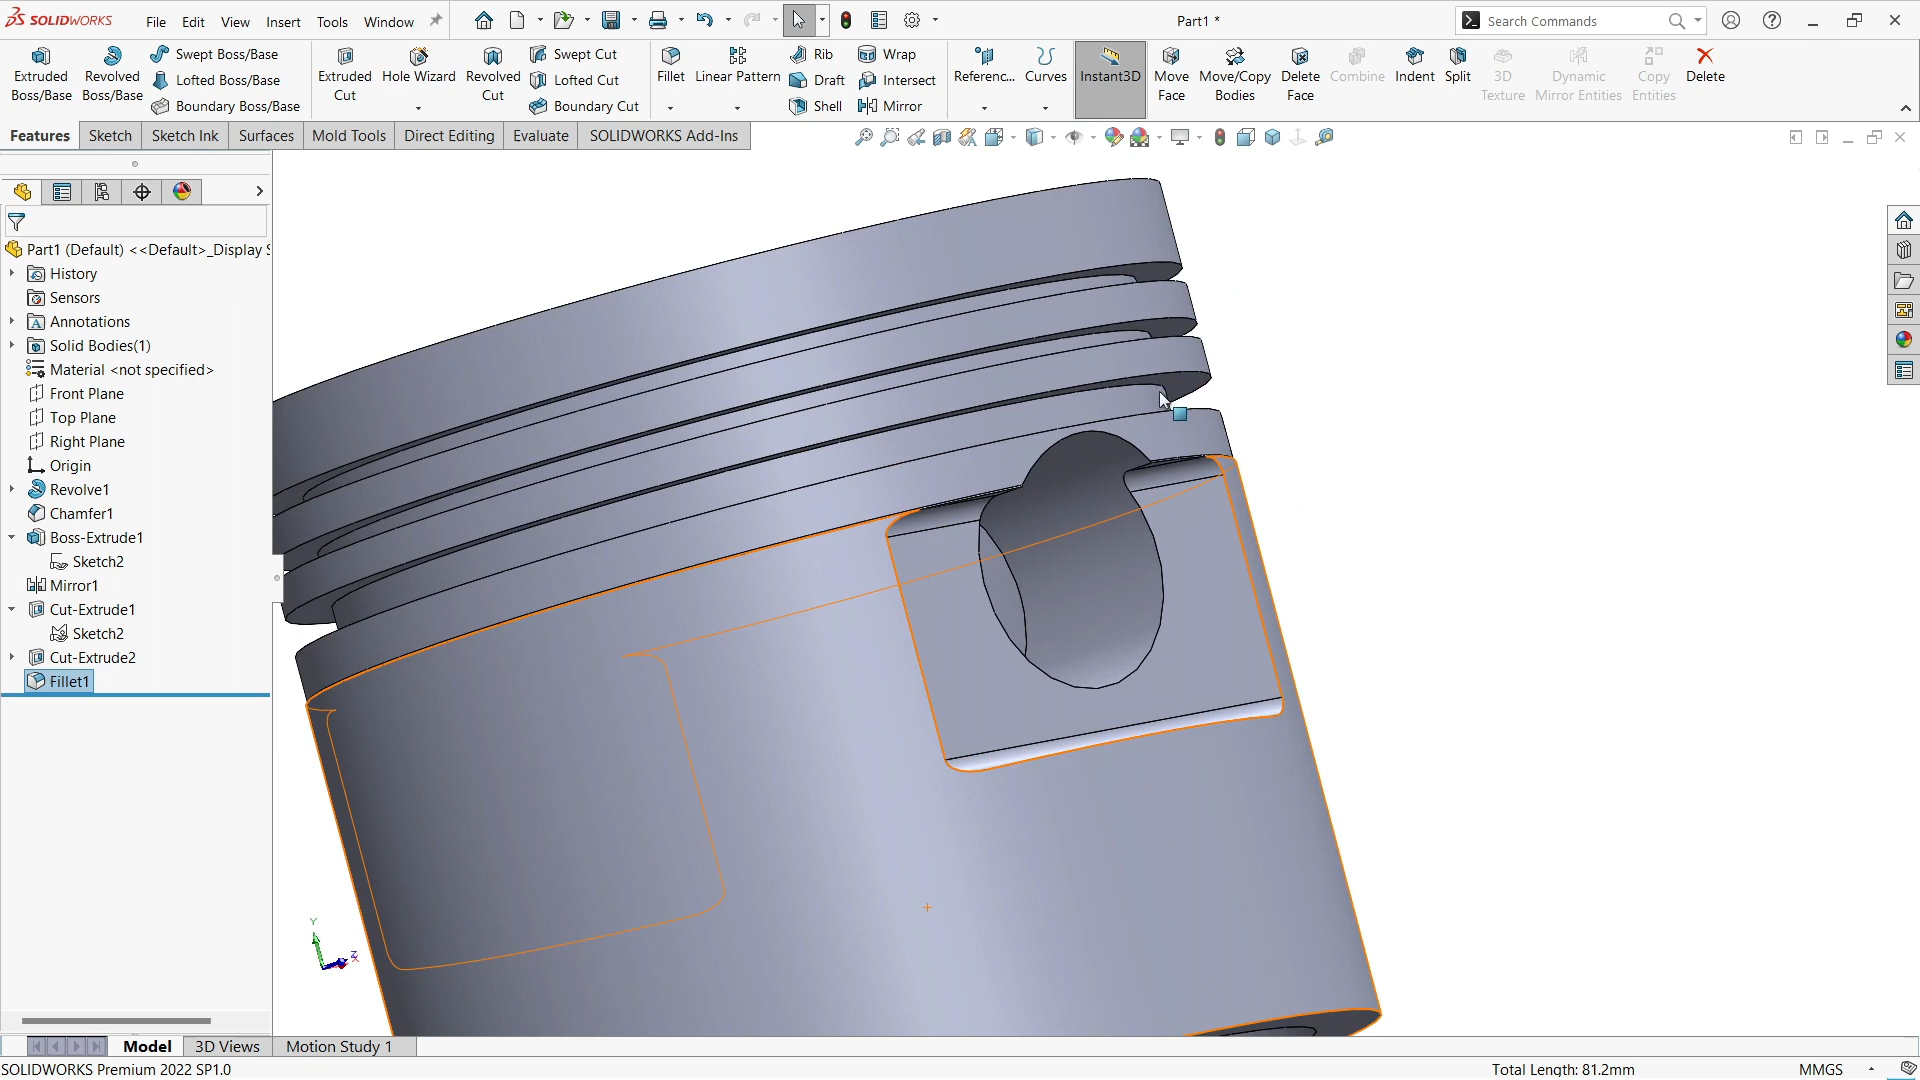 SOLIDWORKS File Edit View Insert Tools Window Part1 * Search Commands
Extruded Boss/Base
Revolved Boss/Base
Swept Boss/Base
Lofted Boss/Base
Boundary Boss/Base
Extruded Cut
Hole Wizard
Revolved Cut
Swept Cut
Lofted Cut
Boundary Cut
Fillet
Linear Pattern
Rib
Draft
Shell
Wrap
Intersect
Mirror
Referenc...
Curves
Instant3D
Move Face
Move/Copy Bodies
Delete Face
Combine
Indent
Split
3D Texture
Dynamic Mirror Entities
Copy Entities
Delete
Features Sketch Sketch Ink Surfaces Mold Tools Direct Editing Evaluate SOLIDWORKS Add-Ins
Part1 (Default) <<Default>_Display S
History
Sensors
Annotations
Solid Bodies(1)
Material <not specified>
Front Plane
Top Plane
Right Plane
Origin
Revolve1
Chamfer1
Boss-Extrude1
Sketch2
Mirror1
Cut-Extrude1
Sketch2
Cut-Extrude2
Fillet1
Y
Z
Model 3D Views Motion Study 1
SOLIDWORKS Premium 2022 SP1.0 Total Length: 81.2mm MMGS